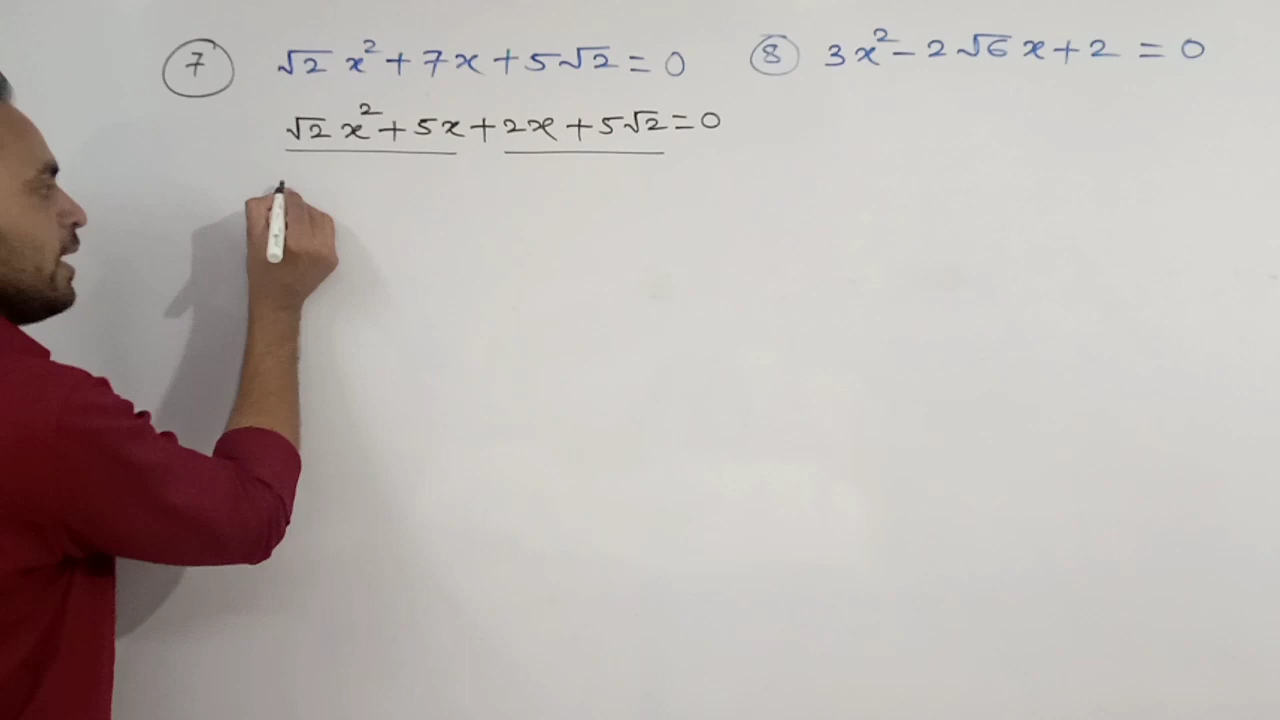 ⑦ √2 x² + 7x + 5√2 = 0
√2 x² + 5x + 2x + 5√2 = 0
⑧ 3x² - 2√6 x + 2 = 0